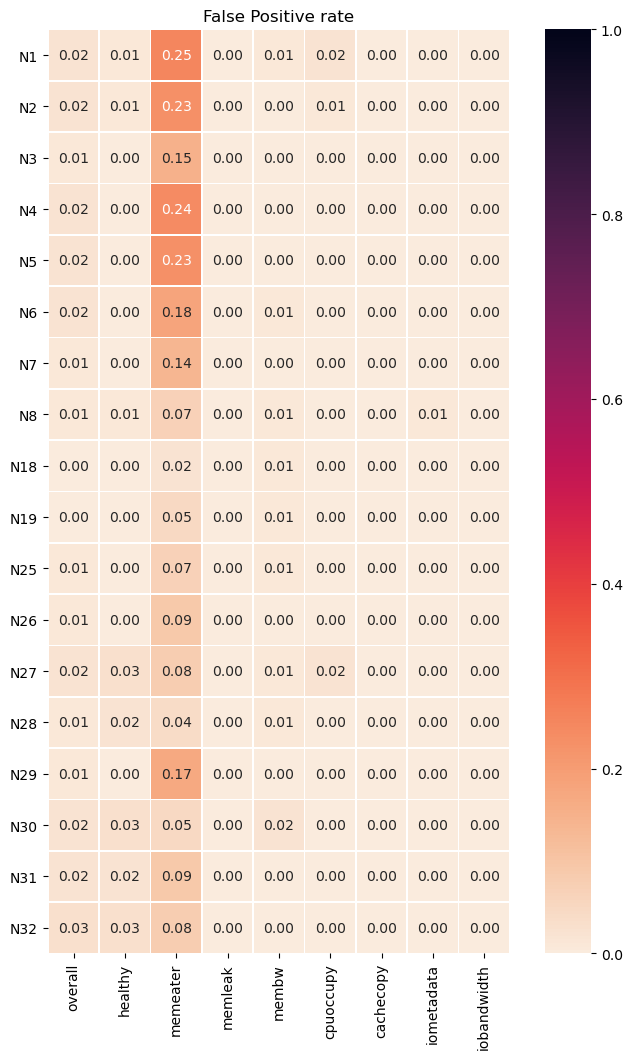 False Positive rate
N1 0.02 0.01 0.25 0.00 0.01 0.02 0.00 0.00 0.00
N2 0.02 0.01 0.23 0.00 0.00 0.01 0.00 0.00 0.00
N3 0.01 0.00 0.15 0.00 0.00 0.00 0.00 0.00 0.00
N4 0.02 0.00 0.24 0.00 0.00 0.00 0.00 0.00 0.00
N5 0.02 0.00 0.23 0.00 0.00 0.00 0.00 0.00 0.00
N6 0.02 0.00 0.18 0.00 0.01 0.00 0.00 0.00 0.00
N7 0.01 0.00 0.14 0.00 0.00 0.00 0.00 0.00 0.00
N8 0.01 0.01 0.07 0.00 0.01 0.00 0.00 0.01 0.00
N18 0.00 0.00 0.02 0.00 0.01 0.00 0.00 0.00 0.00
N19 0.00 0.00 0.05 0.00 0.01 0.00 0.00 0.00 0.00
N25 0.01 0.00 0.07 0.00 0.01 0.00 0.00 0.00 0.00
N26 0.01 0.00 0.09 0.00 0.00 0.00 0.00 0.00 0.00
N27 0.02 0.03 0.08 0.00 0.01 0.02 0.00 0.00 0.00
N28 0.01 0.02 0.04 0.00 0.01 0.00 0.00 0.00 0.00
N29 0.01 0.00 0.17 0.00 0.00 0.00 0.00 0.00 0.00
N30 0.02 0.03 0.05 0.00 0.02 0.00 0.00 0.00 0.00
N31 0.02 0.02 0.09 0.00 0.00 0.00 0.00 0.00 0.00
N32 0.03 0.03 0.08 0.00 0.00 0.00 0.00 0.00 0.00
overall healthy memeater memleak membw cpuoccupy cachecopy iometadata iobandwidth
1.0
0.8
0.6
0.4
0.2
0.0